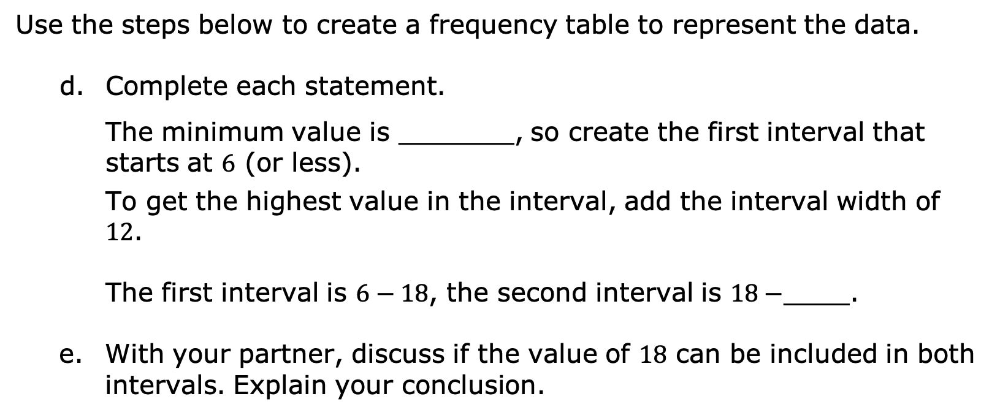 Use the steps below to create a frequency table to represent the data.
d. Complete each statement.
The minimum value is ________, so create the first interval that
starts at 6 (or less).
To get the highest value in the interval, add the interval width of
12.
The first interval is 6 – 18, the second interval is 18 –_____.
e. With your partner, discuss if the value of 18 can be included in both
intervals. Explain your conclusion.